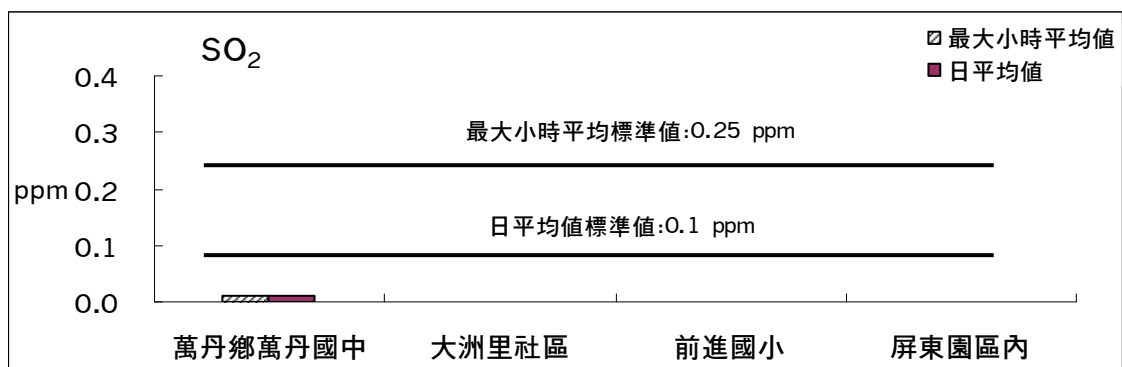 SO₂
最大小時平均值
日平均值
0.4
0.3
ppm 0.2
0.1
0.0
最大小時平均標準值:0.25 ppm
日平均值標準值:0.1 ppm
萬丹鄉萬丹國中 大洲里社區 前進國小 屏東園區內